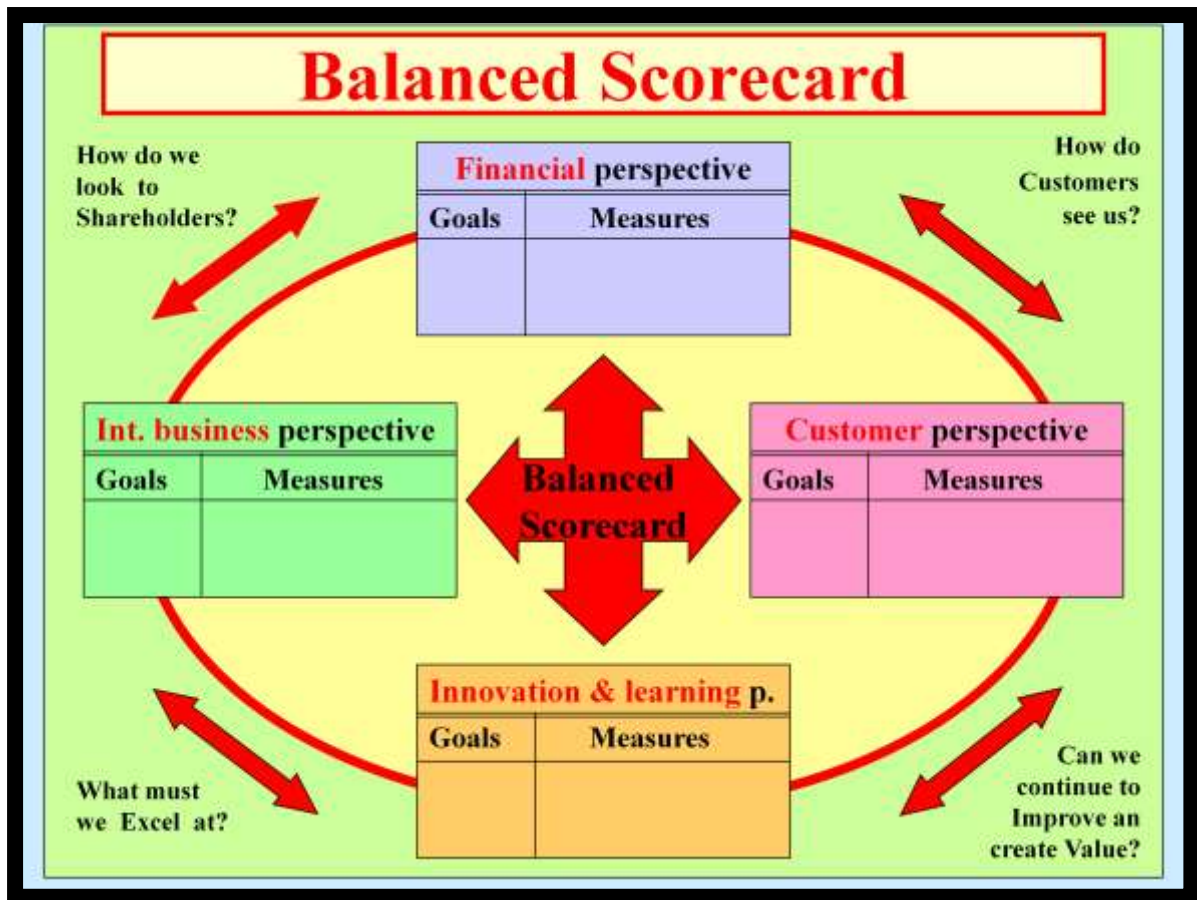 Balanced Scorecard
How do we
look to
Shareholders?
Financial perspective
Goals Measures
How do
Customers
see us?
Int. business perspective
Goals Measures
Balanced
Scorecard
Customer perspective
Goals Measures
What must
we Excel at?
Innovation & learning p.
Goals Measures
Can we
continue to
Improve an
create Value?